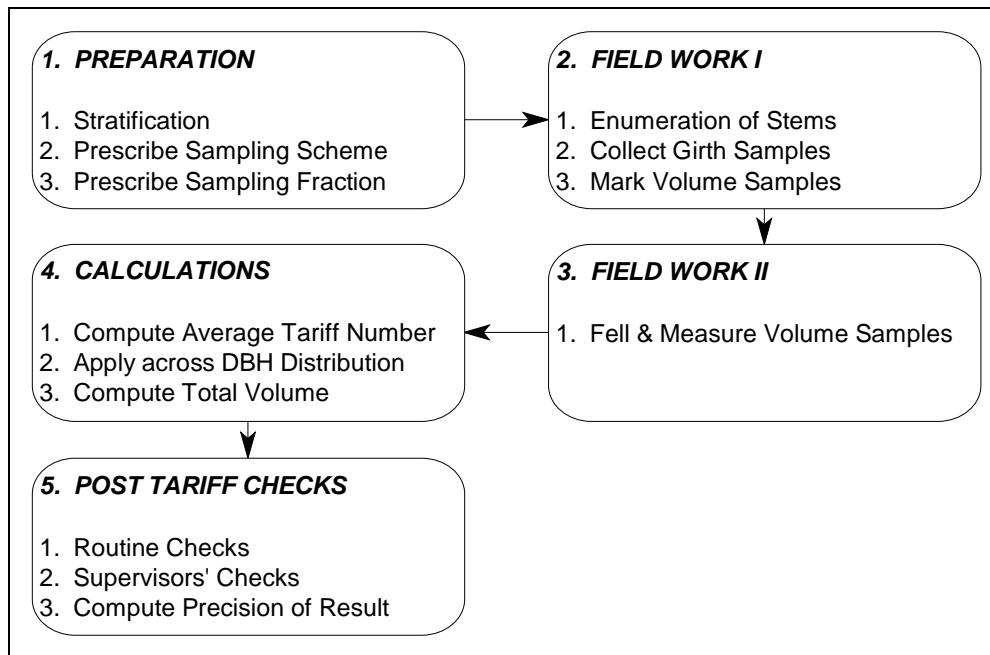 1. PREPARATION
1. Stratification
2. Prescribe Sampling Scheme
3. Prescribe Sampling Fraction
2. FIELD WORK I
1. Enumeration of Stems
2. Collect Girth Samples
3. Mark Volume Samples
3. FIELD WORK II
1. Fell & Measure Volume Samples
4. CALCULATIONS
1. Compute Average Tariff Number
2. Apply across DBH Distribution
3. Compute Total Volume
5. POST TARIFF CHECKS
1. Routine Checks
2. Supervisors' Checks
3. Compute Precision of Result